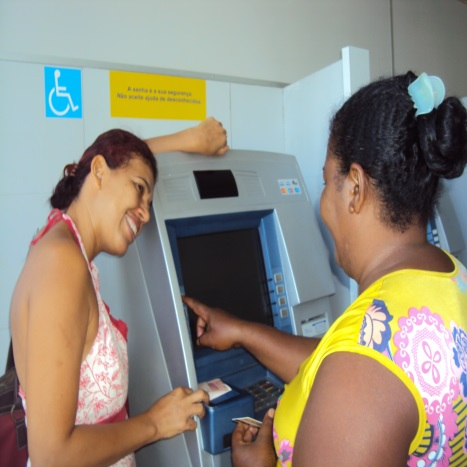 A senha é a sua segurança
Não aceite ajuda de desconhecidos